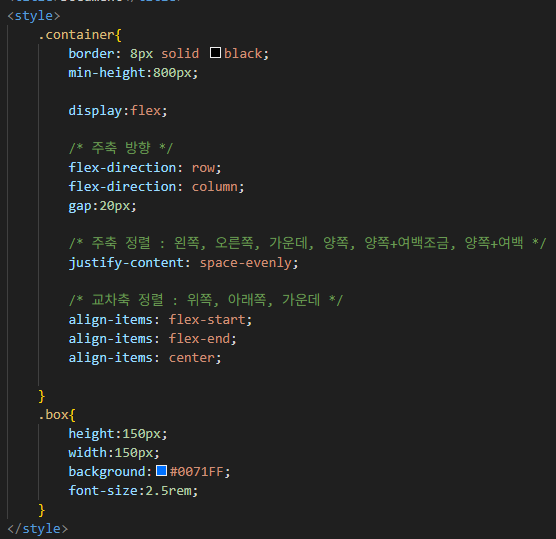 <style>
.container{
border: 8px solid black;
min-height:800px;
display:flex;
/* 주축 방향 */
flex-direction: row;
flex-direction: column;
gap:20px;
/* 주축 정렬 : 왼쪽, 오른쪽, 가운데, 양쪽, 양쪽+여백조금, 양쪽+여백 */
justify-content: space-evenly;
/* 교차축 정렬 : 위쪽, 아래쪽, 가운데 */
align-items: flex-start;
align-items: flex-end;
align-items: center;
}
.box{
height:150px;
width:150px;
background:#0071FF;
font-size:2.5rem;
}
</style>